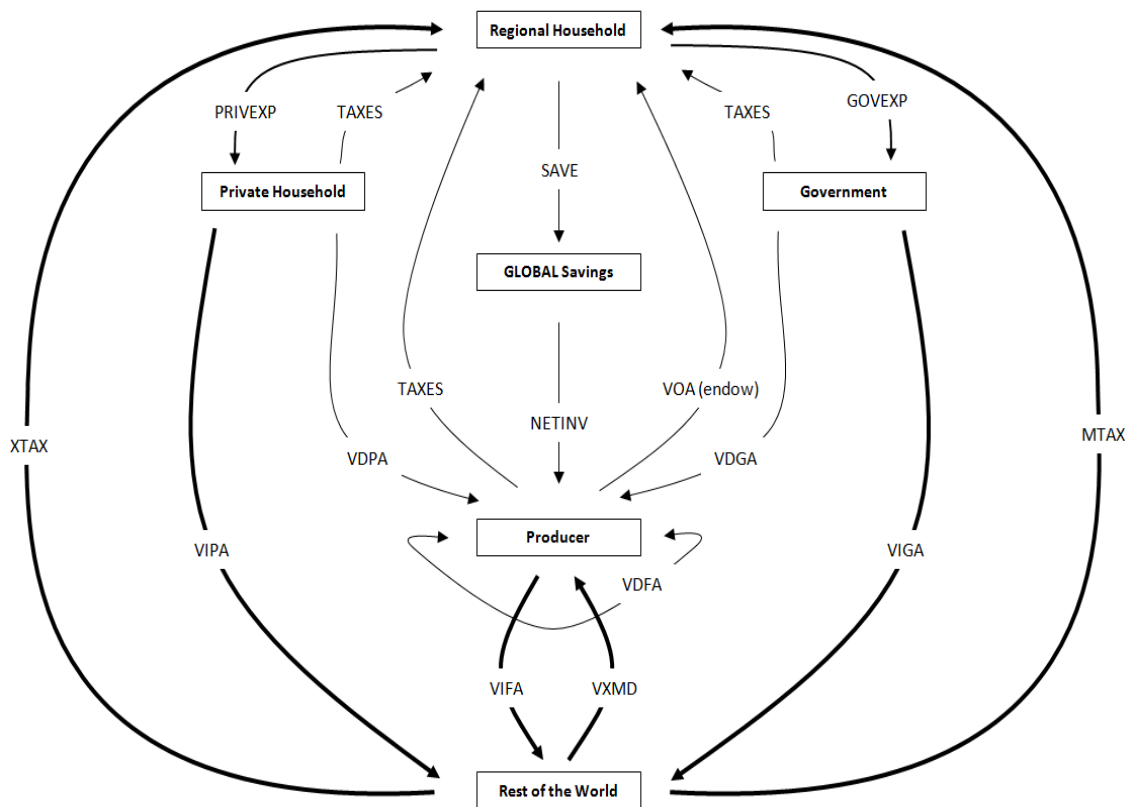 Regional Household
PRIVEXP
TAXES
TAXES
GOVEXP
SAVE
Private Household
Government
GLOBAL Savings
TAXES
VOA (endow)
NETINV
XTAX
MTAX
VDPA
VDGA
Producer
VIPA
VIGA
VDFA
VIFA
VXMD
Rest of the World